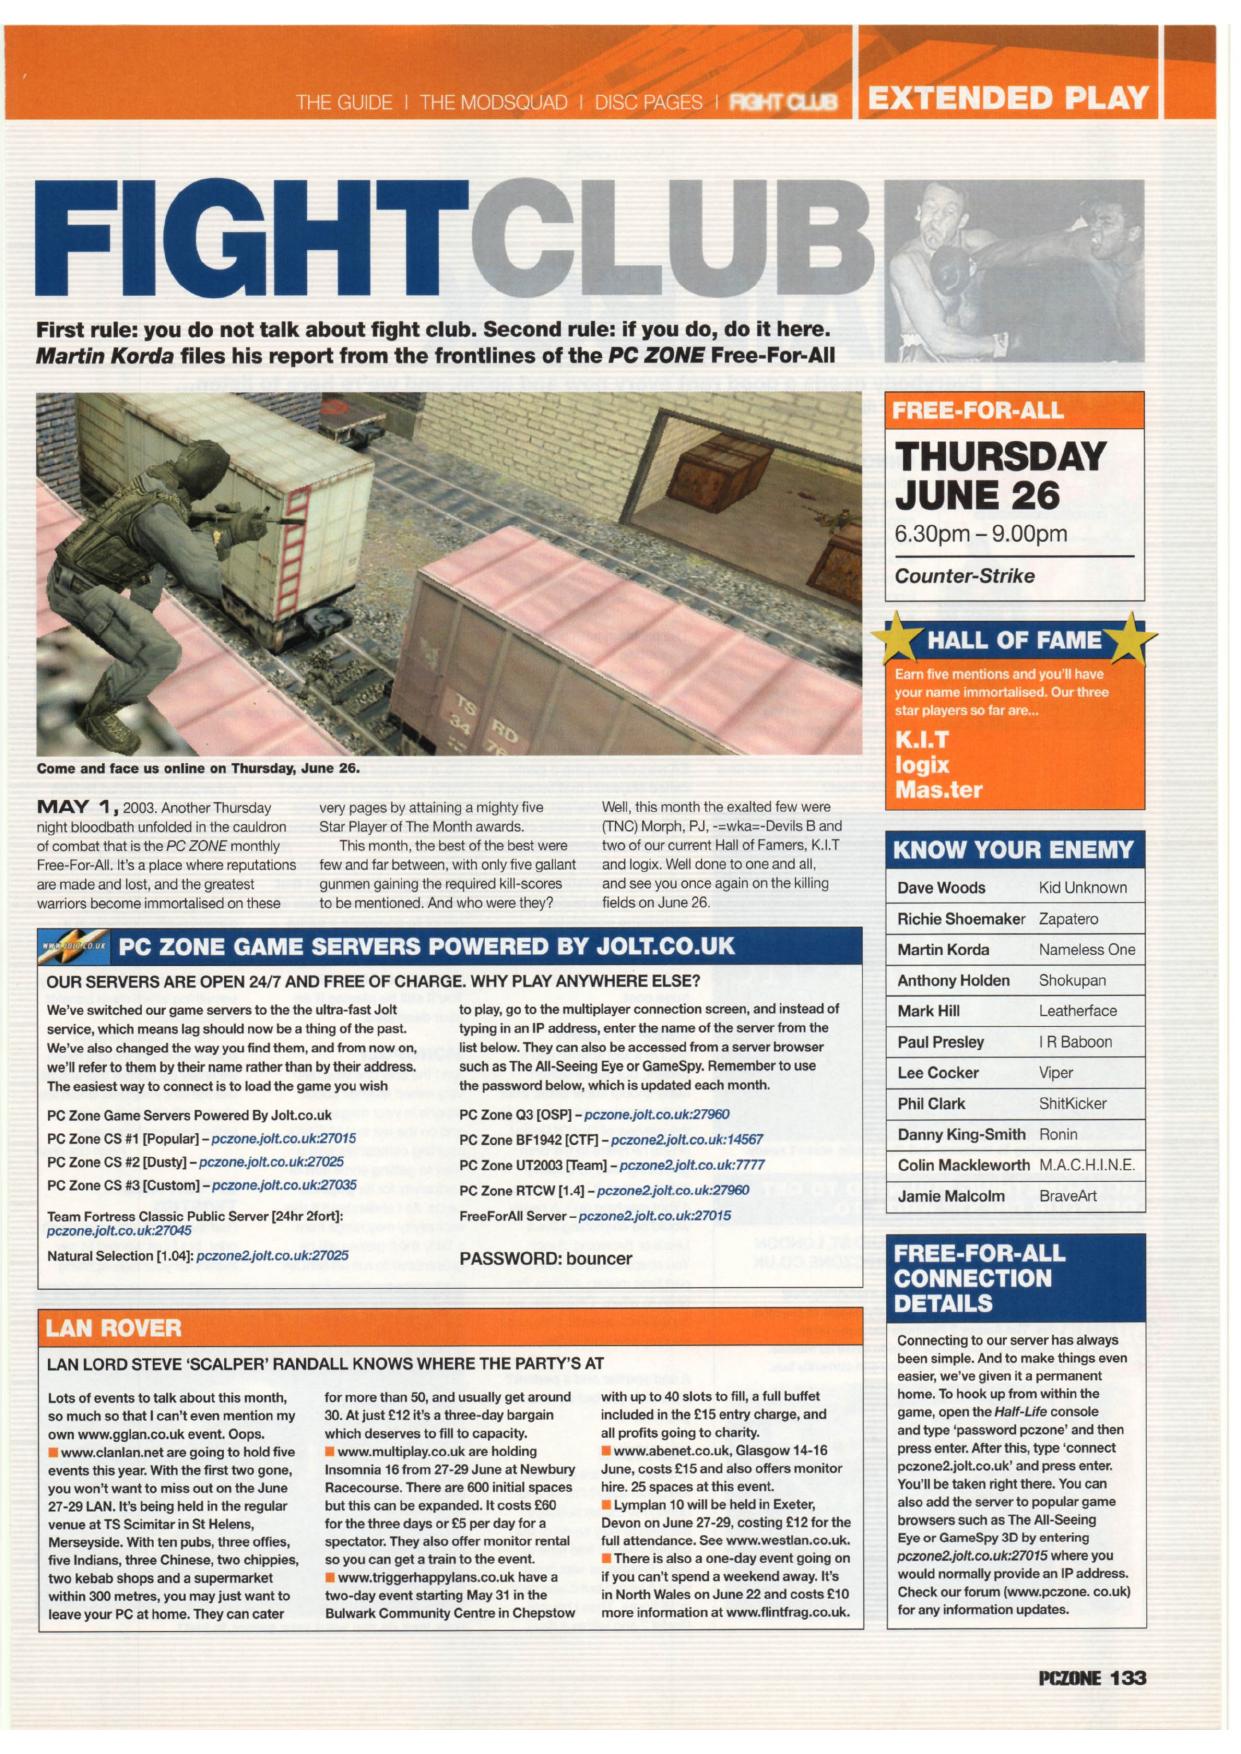 THE GUIDE | THE MODSQUAD | DISC PAGES | FIGHT CLUB
EXTENDED PLAY
FIGHTCLUB
First rule: you do not talk about fight club. Second rule: if you do, do it here.
Martin Korda files his report from the frontlines of the PC ZONE Free-For-All
TS RD
34 76
Come and face us online on Thursday, June 26.
MAY 1, 2003. Another Thursday
night bloodbath unfolded in the cauldron
of combat that is the PC ZONE monthly
Free-For-All. It's a place where reputations
are made and lost, and the greatest
warriors become immortalised on these
very pages by attaining a mighty five
Star Player of The Month awards.
This month, the best of the best were
few and far between, with only five gallant
gunmen gaining the required kill-scores
to be mentioned. And who were they?
Well, this month the exalted few were
(TNC) Morph, PJ, -=wka=-Devils B and
two of our current Hall of Famers, K.I.T
and logix. Well done to one and all,
and see you once again on the killing
fields on June 26.
WWW.JOLT.CO.UK
PC ZONE GAME SERVERS POWERED BY JOLT.CO.UK
OUR SERVERS ARE OPEN 24/7 AND FREE OF CHARGE. WHY PLAY ANYWHERE ELSE?
We've switched our game servers to the the ultra-fast Jolt
service, which means lag should now be a thing of the past.
We've also changed the way you find them, and from now on,
we'll refer to them by their name rather than by their address.
The easiest way to connect is to load the game you wish
to play, go to the multiplayer connection screen, and instead of
typing in an IP address, enter the name of the server from the
list below. They can also be accessed from a server browser
such as The All-Seeing Eye or GameSpy. Remember to use
the password below, which is updated each month.
PC Zone Game Servers Powered By Jolt.co.uk
PC Zone CS #1 [Popular] – pczone.jolt.co.uk:27015
PC Zone CS #2 [Dusty] – pczone.jolt.co.uk:27025
PC Zone CS #3 [Custom] – pczone.jolt.co.uk:27035
Team Fortress Classic Public Server [24hr 2fort]:
pczone.jolt.co.uk:27045
Natural Selection [1.04]: pczone2.jolt.co.uk:27025
PC Zone Q3 [OSP] – pczone.jolt.co.uk:27960
PC Zone BF1942 [CTF] – pczone2.jolt.co.uk:14567
PC Zone UT2003 [Team] – pczone2.jolt.co.uk:7777
PC Zone RTCW [1.4] – pczone2.jolt.co.uk:27960
FreeForAll Server – pczone2.jolt.co.uk:27015
PASSWORD: bouncer
LAN ROVER
LAN LORD STEVE 'SCALPER' RANDALL KNOWS WHERE THE PARTY'S AT
Lots of events to talk about this month,
so much so that I can't even mention my
own www.gglan.co.uk event. Oops.
■ www.clanlan.net are going to hold five
events this year. With the first two gone,
you won't want to miss out on the June
27-29 LAN. It's being held in the regular
venue at TS Scimitar in St Helens,
Merseyside. With ten pubs, three offies,
five Indians, three Chinese, two chippies,
two kebab shops and a supermarket
within 300 metres, you may just want to
leave your PC at home. They can cater
for more than 50, and usually get around
30. At just £12 it's a three-day bargain
which deserves to fill to capacity.
■ www.multiplay.co.uk are holding
Insomnia 16 from 27-29 June at Newbury
Racecourse. There are 600 initial spaces
but this can be expanded. It costs £60
for the three days or £5 per day for a
spectator. They also offer monitor rental
so you can get a train to the event.
■ www.triggerhappylans.co.uk have a
two-day event starting May 31 in the
Bulwark Community Centre in Chepstow
with up to 40 slots to fill, a full buffet
included in the £15 entry charge, and
all profits going to charity.
■ www.abenet.co.uk, Glasgow 14-16
June, costs £15 and also offers monitor
hire. 25 spaces at this event.
■ Lymplan 10 will be held in Exeter,
Devon on June 27-29, costing £12 for the
full attendance. See www.westlan.co.uk.
■ There is also a one-day event going on
if you can't spend a weekend away. It's
in North Wales on June 22 and costs £10
more information at www.flintfrag.co.uk.
FREE-FOR-ALL
THURSDAY
JUNE 26
6.30pm – 9.00pm
Counter-Strike
HALL OF FAME
Earn five mentions and you'll have
your name immortalised. Our three
star players so far are...
K.I.T
logix
Mas.ter
KNOW YOUR ENEMY
Dave Woods Kid Unknown
Richie Shoemaker Zapatero
Martin Korda Nameless One
Anthony Holden Shokupan
Mark Hill Leatherface
Paul Presley I R Baboon
Lee Cocker Viper
Phil Clark ShitKicker
Danny King-Smith Ronin
Colin Mackleworth M.A.C.H.I.N.E.
Jamie Malcolm BraveArt
FREE-FOR-ALL
CONNECTION
DETAILS
Connecting to our server has always
been simple. And to make things even
easier, we've given it a permanent
home. To hook up from within the
game, open the Half-Life console
and type 'password pczone' and then
press enter. After this, type 'connect
pczone2.jolt.co.uk' and press enter.
You'll be taken right there. You can
also add the server to popular game
browsers such as The All-Seeing
Eye or GameSpy 3D by entering
pczone2.jolt.co.uk:27015 where you
would normally provide an IP address.
Check our forum (www.pczone. co.uk)
for any information updates.
PCZONE 133